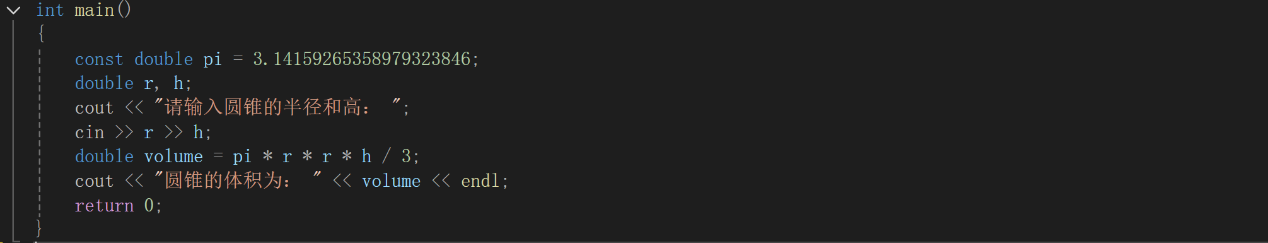 int main()
{
const double pi = 3.14159265358979323846;
double r, h;
cout << "请输入圆锥的半径和高： ";
cin >> r >> h;
double volume = pi * r * r * h / 3;
cout << "圆锥的体积为： " << volume << endl;
return 0;
}